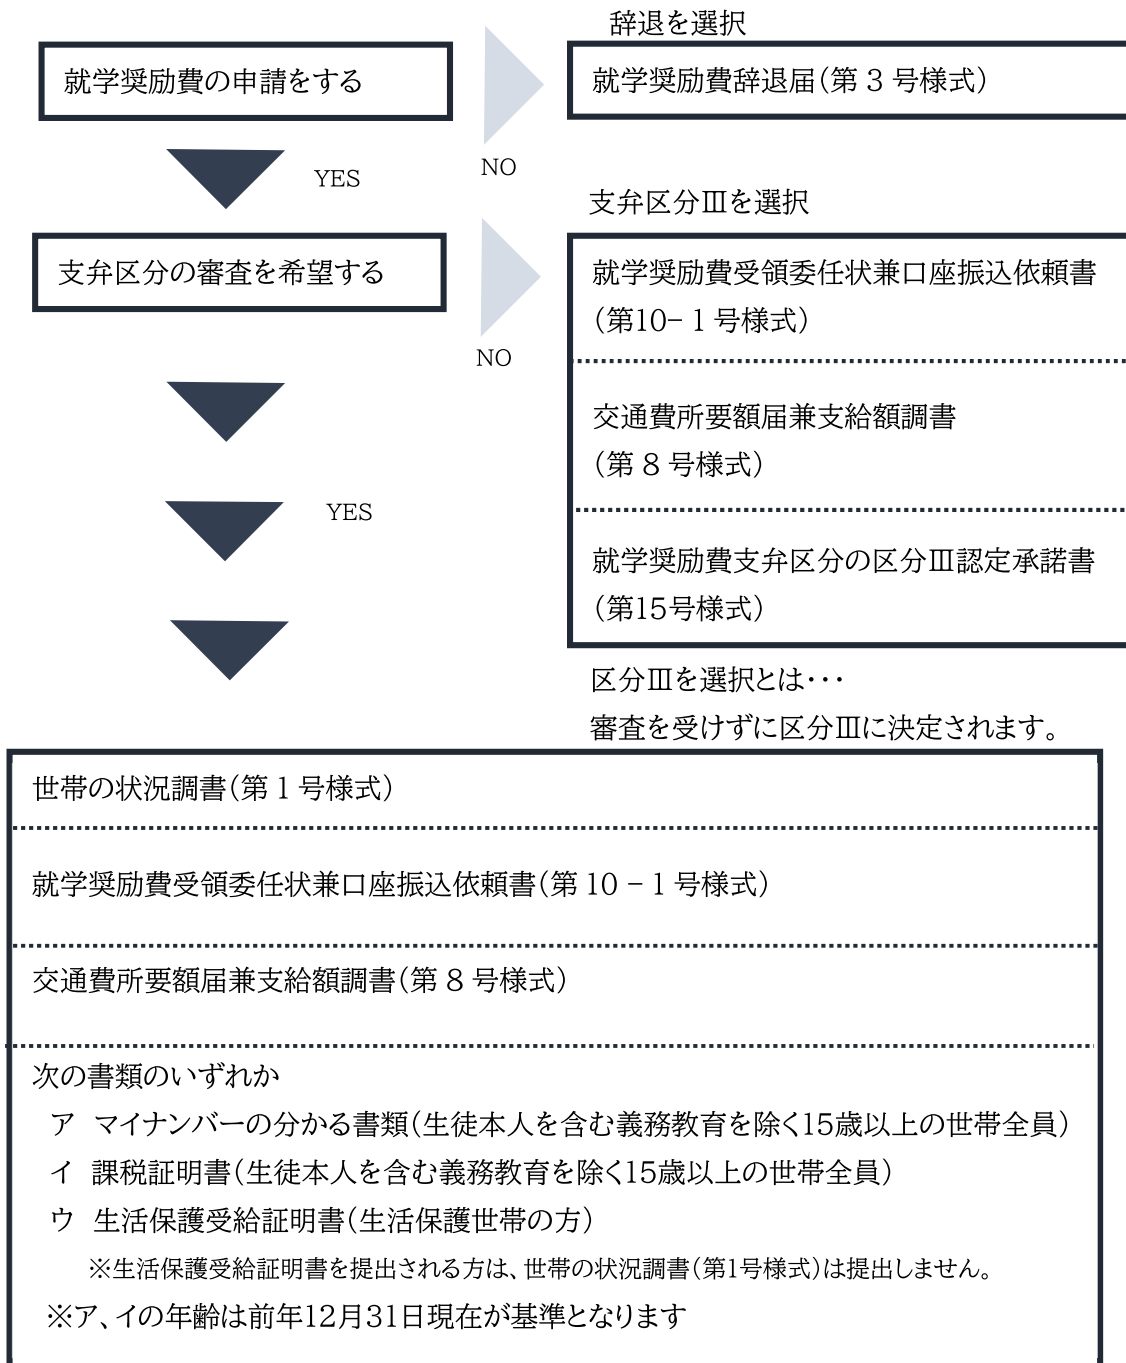 辞退を選択
就学奨励費の申請をする
就学奨励費辞退届（第３号様式）
YES
NO
支弁区分Ⅲを選択
支弁区分の審査を希望する
就学奨励費受領委任状兼口座振込依頼書
（第10－１号様式）
NO
交通費所要額届兼支給額調書
（第８号様式）
YES
就学奨励費支弁区分の区分Ⅲ認定承諾書
（第15号様式）
区分Ⅲを選択とは・・・
審査を受けずに区分Ⅲに決定されます。
世帯の状況調書（第１号様式）
就学奨励費受領委任状兼口座振込依頼書（第10－１号様式）
交通費所要額届兼支給額調書（第８号様式）
次の書類のいずれか
ア　マイナンバーの分かる書類（生徒本人を含む義務教育を除く15歳以上の世帯全員）
イ　課税証明書（生徒本人を含む義務教育を除く15歳以上の世帯全員）
ウ　生活保護受給証明書（生活保護世帯の方）
※生活保護受給証明書を提出される方は、世帯の状況調書（第1号様式）は提出しません。
※ア、イの年齢は前年12月31日現在が基準となります